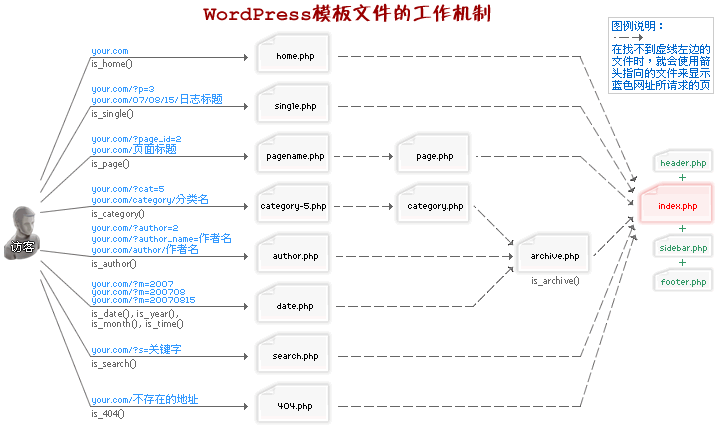 WordPress模板文件的工作机制
图例说明：
在找不到虚线左边的
文件时，就会使用箭
头指向的文件来显示
蓝色网址所请求的页
your.com
is_home()
home.php
your.com/?p=3
your.com/07/08/15/日志标题
is_single()
single.php
your.com/?page_id=2
your.com/页面标题
is_page()
pagename.php
page.php
your.com/?cat=5
your.com/category/分类名
is_category()
category-5.php
category.php
your.com/?author=2
your.com/?author_name=作者名
your.com/author/作者名
is_author()
author.php
archive.php
is_archive()
your.com/?m=2007
your.com/?m=200708
your.com/?m=20070815
is_date(), is_year(),
is_month(), is_time()
date.php
your.com/?s=关键字
is_search()
search.php
your.com/不存在的地址
is_404()
404.php
访客
header.php
+
index.php
+
sidebar.php
+
footer.php